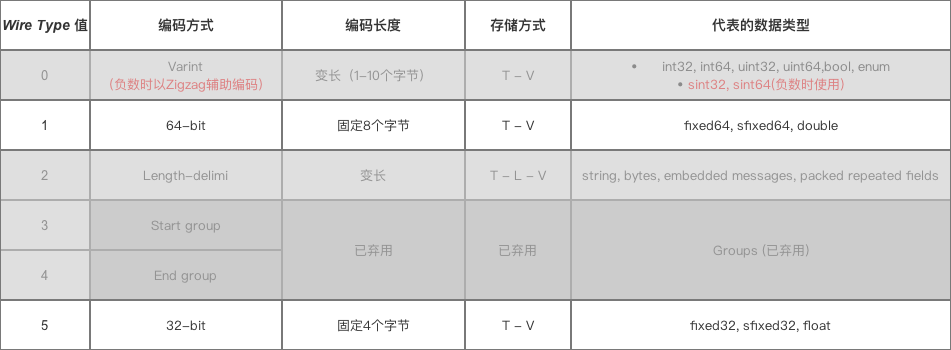 Wire Type 值 编码方式 编码长度 存储方式 代表的数据类型
0 Varint
(负数时以Zigzag辅助编码) 变长（1-10个字节） T - V • int32, int64, uint32, uint64,bool, enum
• sint32, sint64(负数时使用)
1 64-bit 固定8个字节 T - V fixed64, sfixed64, double
2 Length-delimi 变长 T - L - V string, bytes, embedded messages, packed repeated fields
3 Start group 已弃用 已弃用 Groups (已弃用)
4 End group
5 32-bit 固定4个字节 T - V fixed32, sfixed32, float